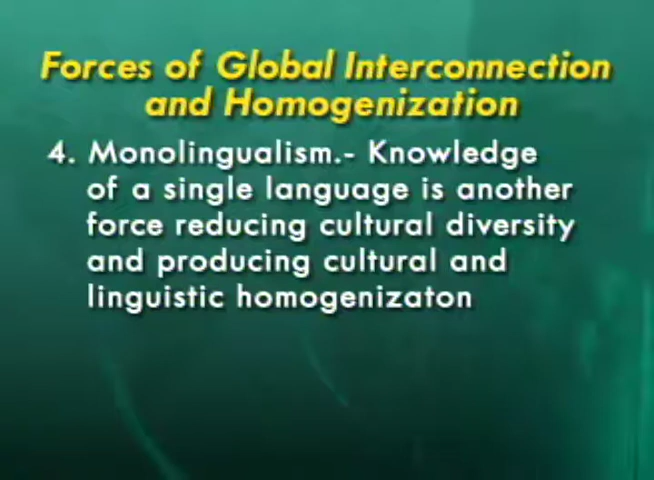 Forces of Global Interconnection
and Homogenization
4. Monolingualism.- Knowledge
of a single language is another
force reducing cultural diversity
and producing cultural and
linguistic homogenizaton